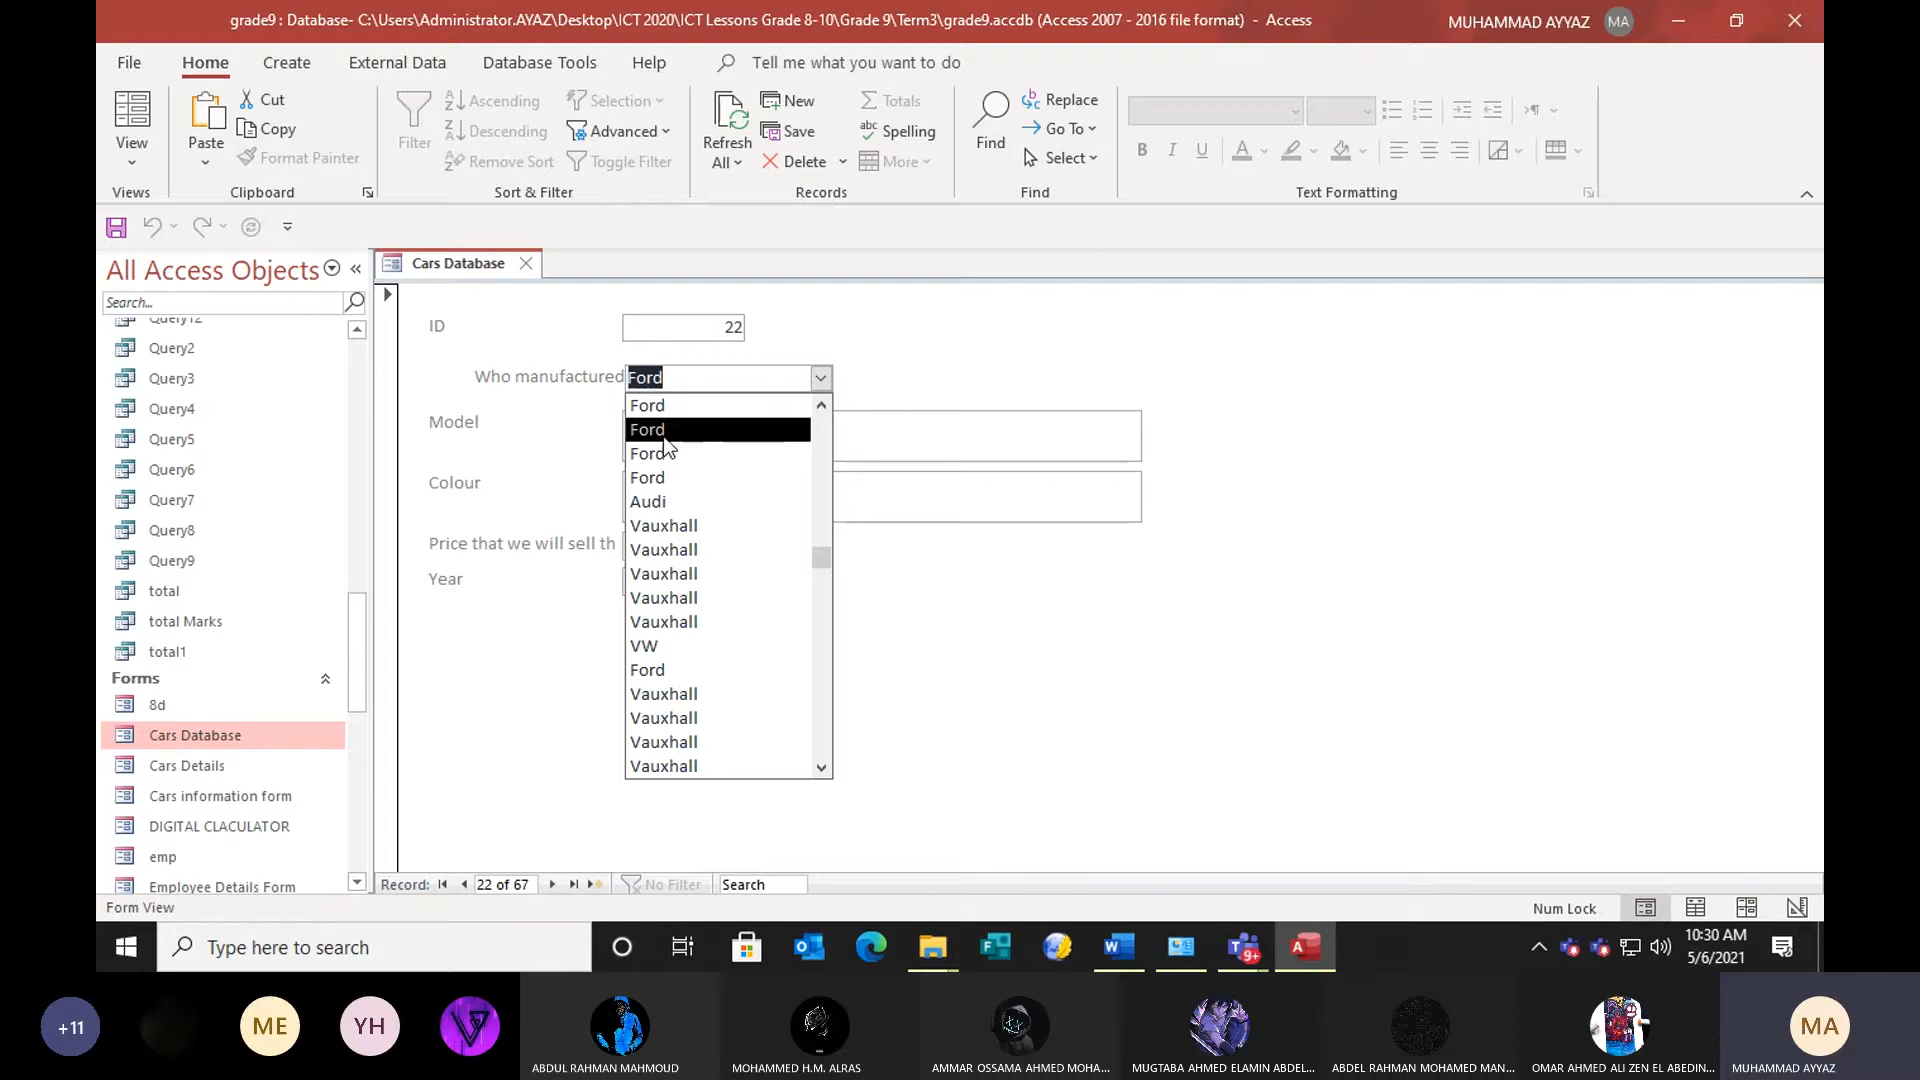 grade9 : Database- C:\Users\Administrator.AYAZ\Desktop\ICT 2020\ICT Lessons Grade 8-10\Grade 9\Term3\grade9.accdb (Access 2007 - 2016 file format) - Access
MUHAMMAD AYYAZ
MA
File
Home
Create
External Data
Database Tools
Help
Tell me what you want to do
View
Views
Paste
Cut
Copy
Format Painter
Clipboard
Filter
Ascending
Descending
Remove Sort
Selection
Advanced
Toggle Filter
Sort & Filter
Refresh
All
New
Save
Delete
Totals
Spelling
More
Records
Find
Replace
Go To
Select
Find
B I U
A
Text Formatting
All Access Objects
Search...
Query12
Query2
Query3
Query4
Query5
Query6
Query7
Query8
Query9
total
total Marks
total1
Forms
8d
Cars Database
Cars Details
Cars information form
DIGITAL CLACULATOR
emp
Employee Details Form
Cars Database
ID
22
Who manufactured
Ford
Model
Colour
Price that we will sell th
Year
Ford
Ford
Ford
Ford
Audi
Vauxhall
Vauxhall
Vauxhall
Vauxhall
Vauxhall
VW
Ford
Vauxhall
Vauxhall
Vauxhall
Vauxhall
Record: 22 of 67
No Filter
Search
Form View
Num Lock
Type here to search
9+
10:30 AM
5/6/2021
+11
ME
YH
ABDUL RAHMAN MAHMOUD
MOHAMMED H.M. ALRAS
AMMAR OSSAMA AHMED MOHA...
MUGTABA AHMED ELAMIN ABDEL...
ABDEL RAHMAN MOHAMED MAN...
OMAR AHMED ALI ZEN EL ABEDIN...
MA
MUHAMMAD AYYAZ